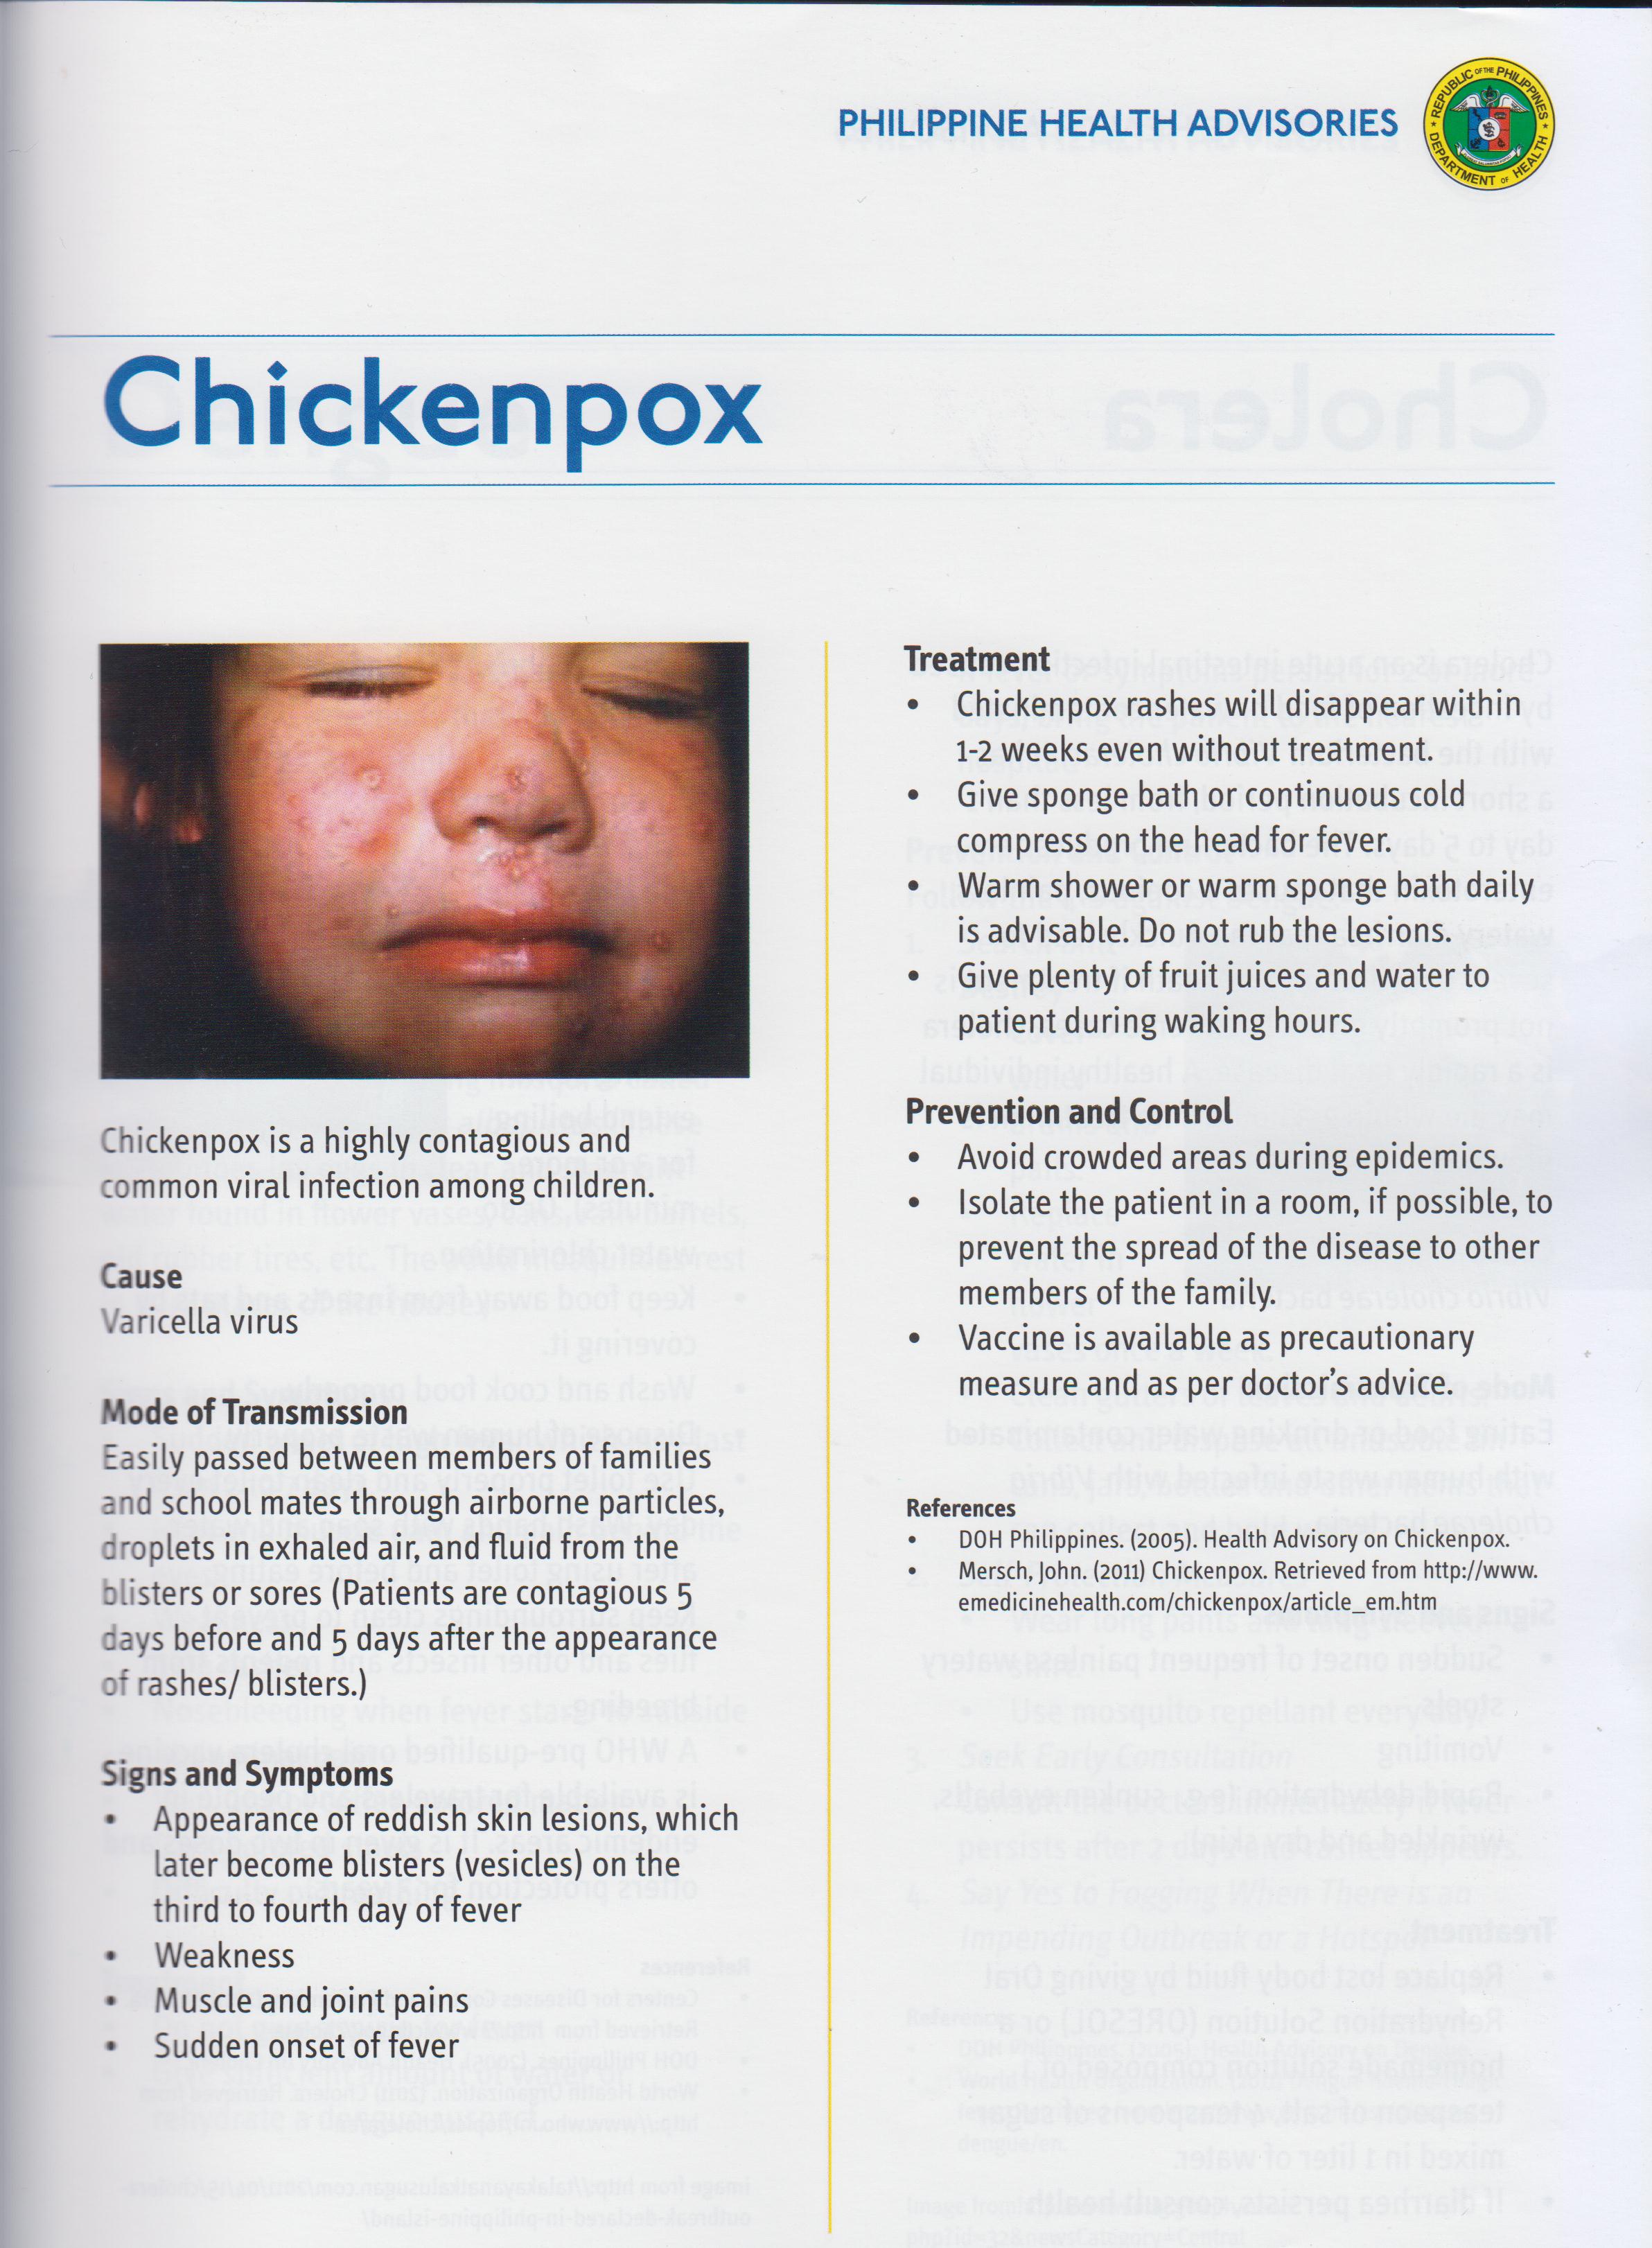 PHILIPPINE HEALTH ADVISORIES
REPUBLIC OF THE PHILIPPINES
DEPARTMENT OF HEALTH
Chickenpox
Chickenpox is a highly contagious and
common viral infection among children.
Cause
Varicella virus
Mode of Transmission
Easily passed between members of families
and school mates through airborne particles,
droplets in exhaled air, and fluid from the
blisters or sores (Patients are contagious 5
days before and 5 days after the appearance
of rashes/ blisters.)
Signs and Symptoms
• Appearance of reddish skin lesions, which
later become blisters (vesicles) on the
third to fourth day of fever
• Weakness
• Muscle and joint pains
• Sudden onset of fever
Treatment
• Chickenpox rashes will disappear within
1-2 weeks even without treatment.
• Give sponge bath or continuous cold
compress on the head for fever.
• Warm shower or warm sponge bath daily
is advisable. Do not rub the lesions.
• Give plenty of fruit juices and water to
patient during waking hours.
Prevention and Control
• Avoid crowded areas during epidemics.
• Isolate the patient in a room, if possible, to
prevent the spread of the disease to other
members of the family.
• Vaccine is available as precautionary
measure and as per doctor's advice.
References
• DOH Philippines. (2005). Health Advisory on Chickenpox.
• Mersch, John. (2011) Chickenpox. Retrieved from http://www.
emedicinehealth.com/chickenpox/article_em.htm